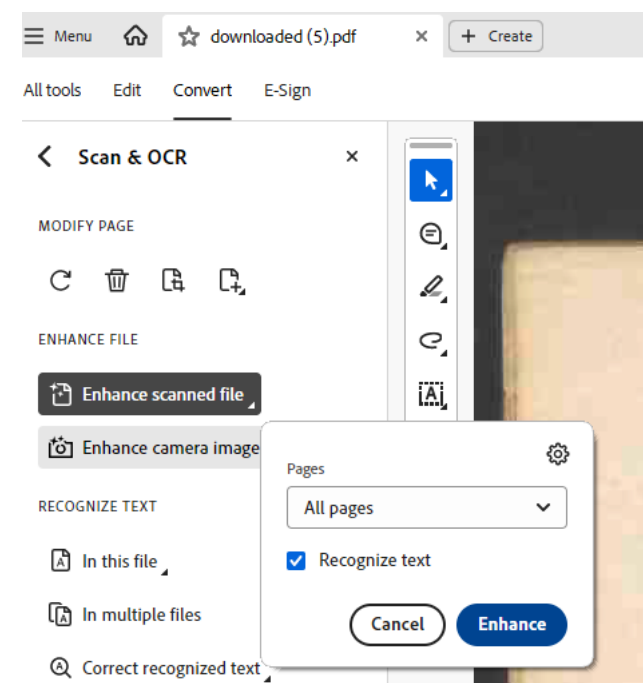 Menu
downloaded (5).pdf
Create
All tools Edit Convert E-Sign
Scan & OCR
MODIFY PAGE
ENHANCE FILE
Enhance scanned file
Enhance camera image
Pages
All pages
Recognize text
Cancel Enhance
RECOGNIZE TEXT
In this file
In multiple files
Correct recognized text